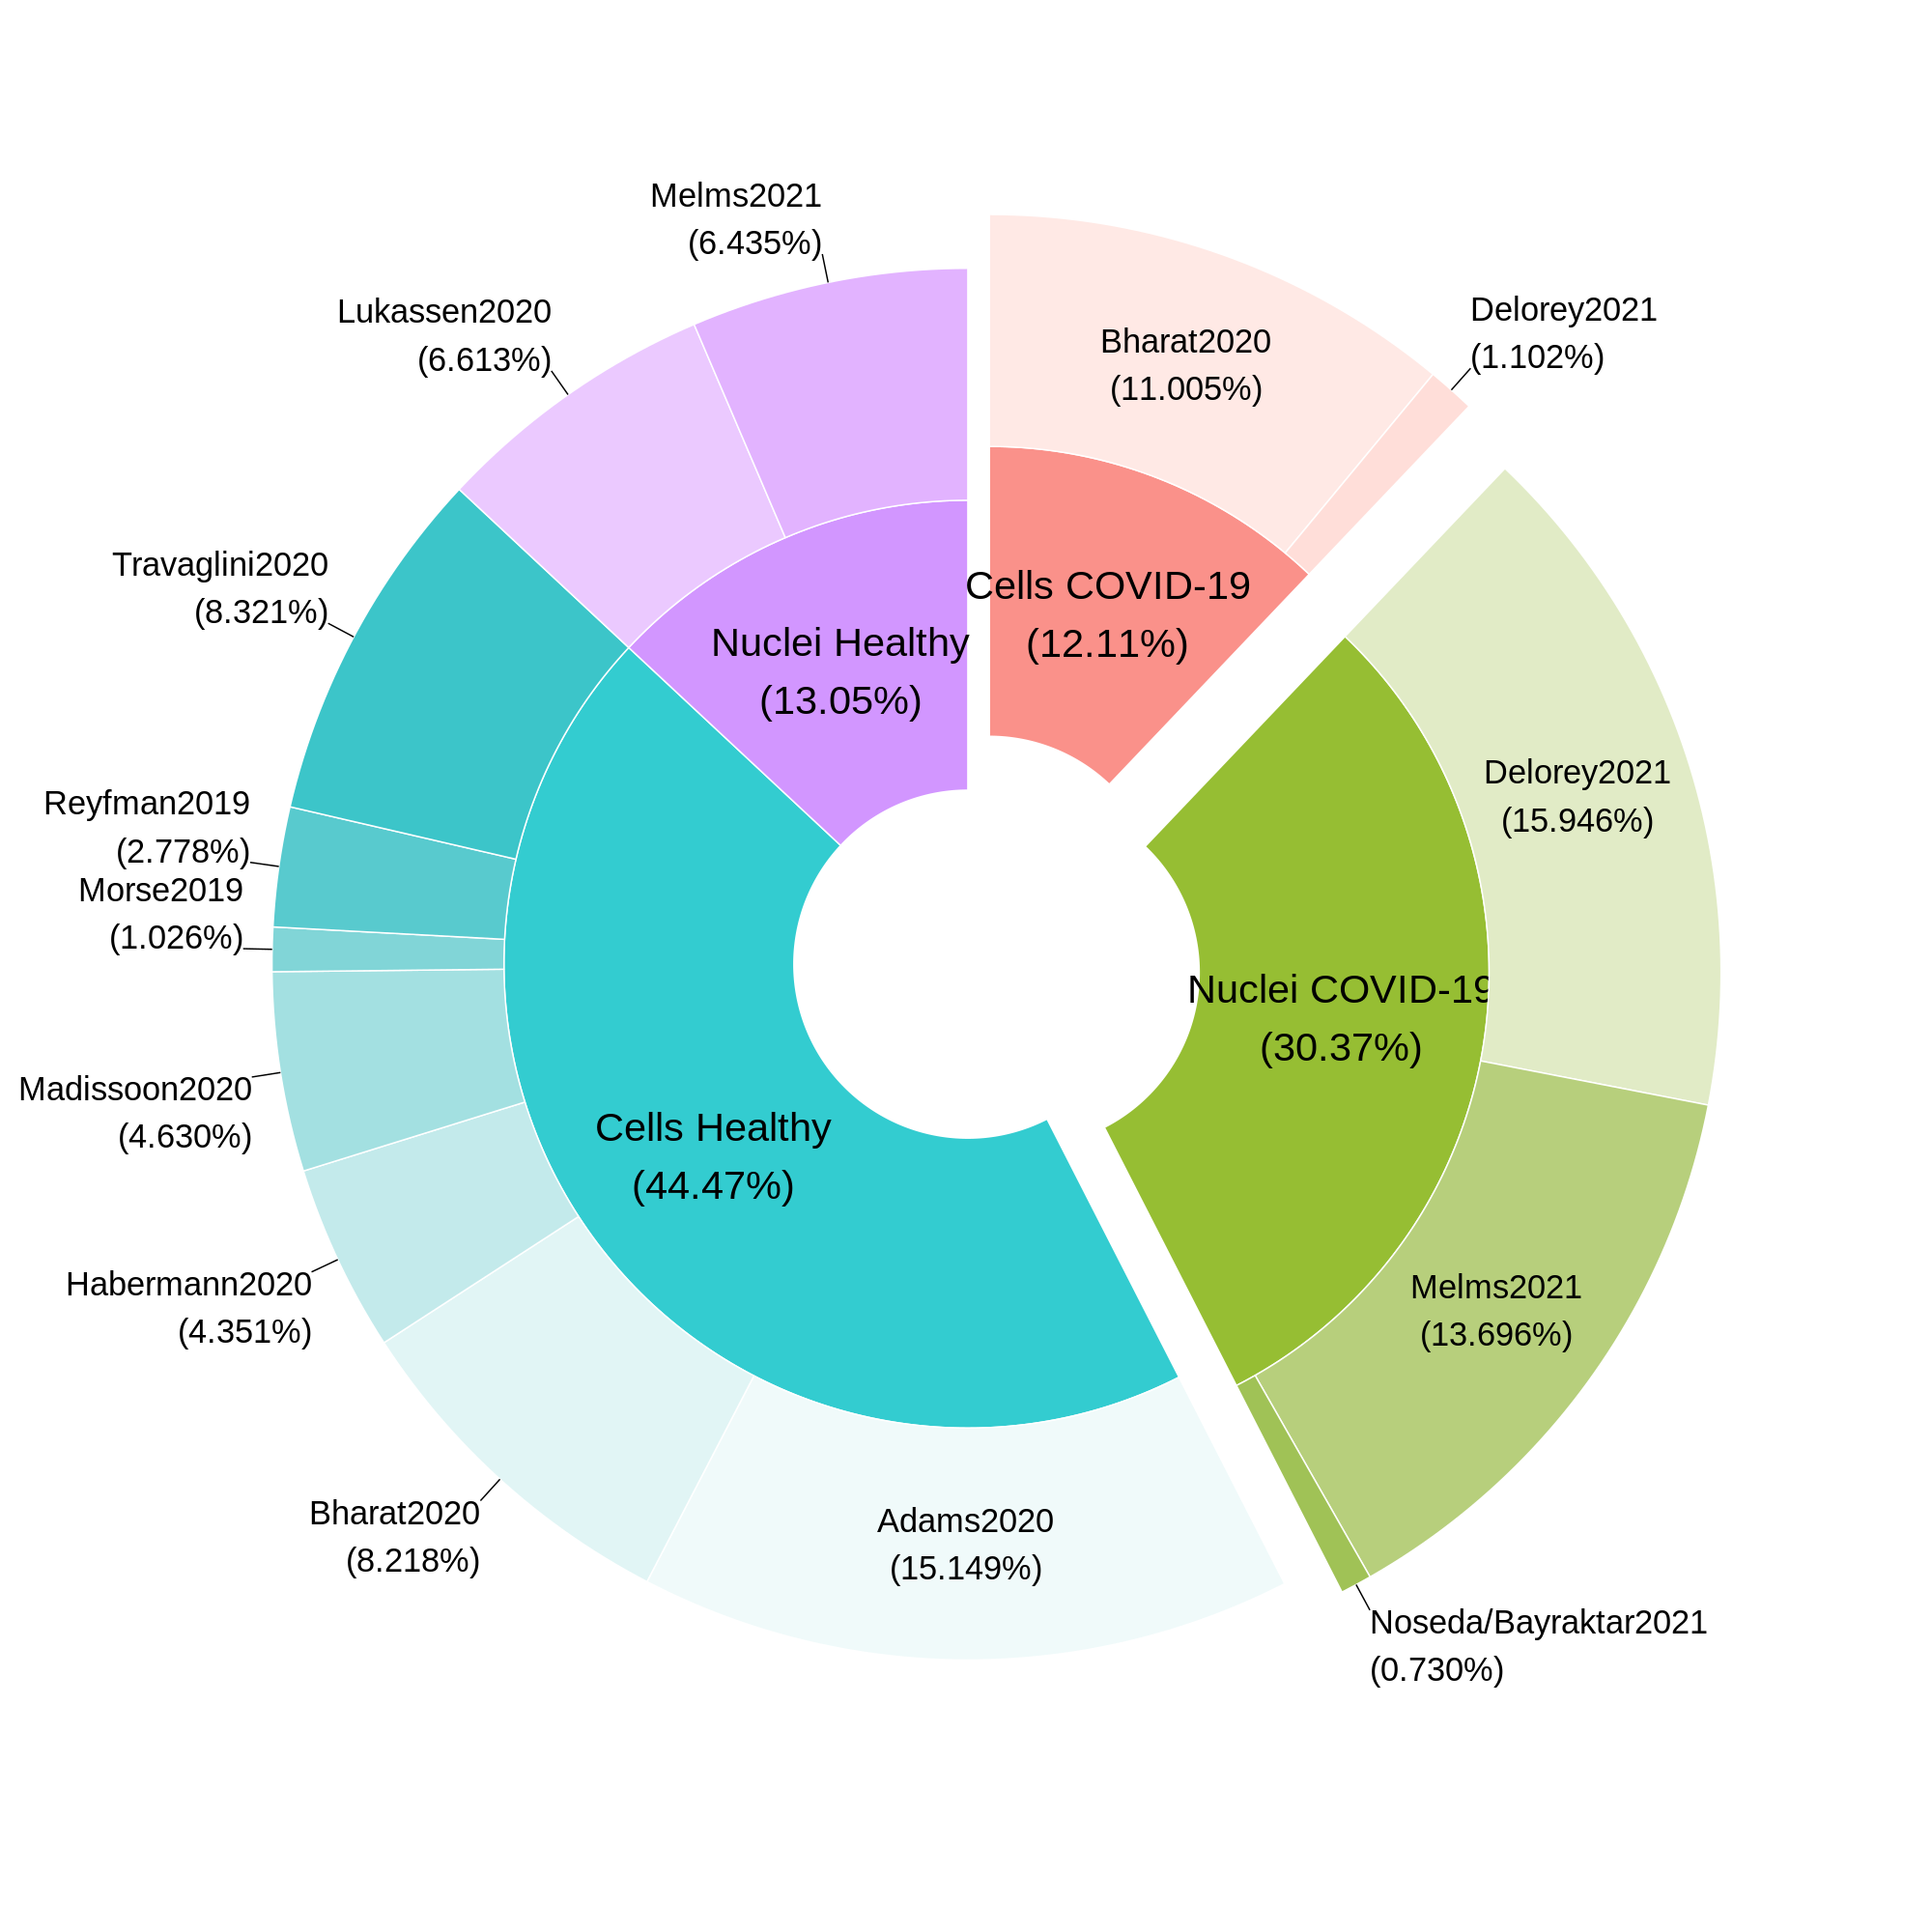 Melms2021
(6.435%)
Lukassen2020
(6.613%)
Bharat2020
(11.005%)
Delorey2021
(1.102%)
Travaglini2020
(8.321%)
Nuclei Healthy
(13.05%)
Cells COVID-19
(12.11%)
Reyfman2019
(2.778%)
Morse2019
(1.026%)
Delorey2021
(15.946%)
Nuclei COVID-19
(30.37%)
Madissoon2020
(4.630%)
Cells Healthy
(44.47%)
Habermann2020
(4.351%)
Melms2021
(13.696%)
Bharat2020
(8.218%)
Adams2020
(15.149%)
Noseda/Bayraktar2021
(0.730%)